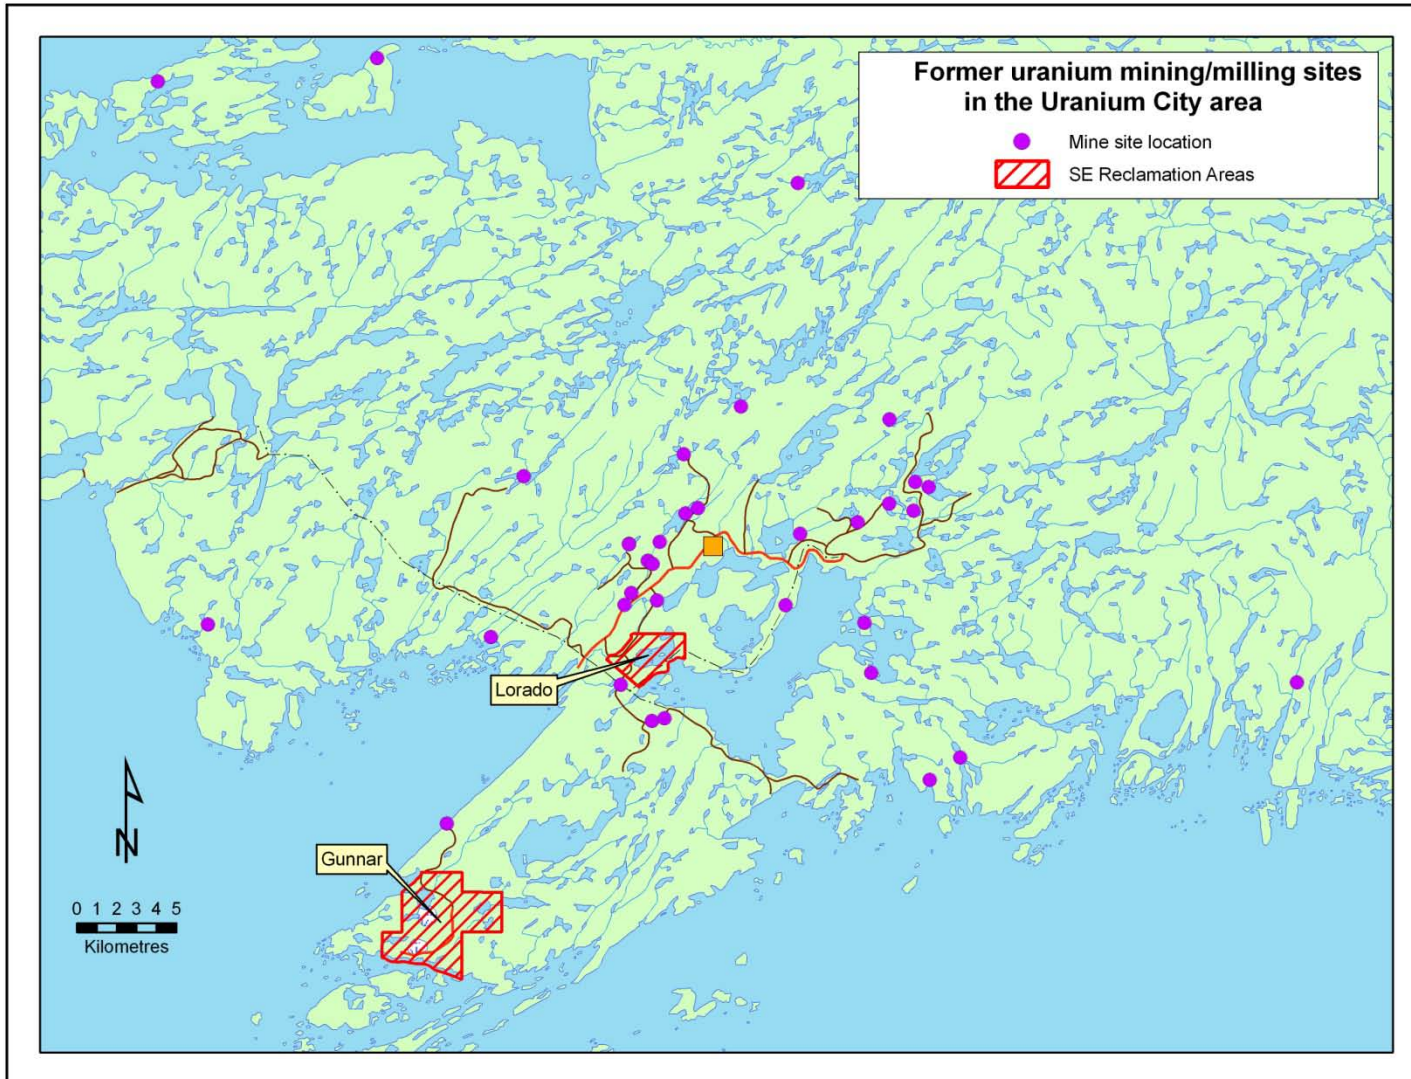 Former uranium mining/milling sites
in the Uranium City area
Mine site location
SE Reclamation Areas
Lorado
Gunnar
N
0 1 2 3 4 5
Kilometres